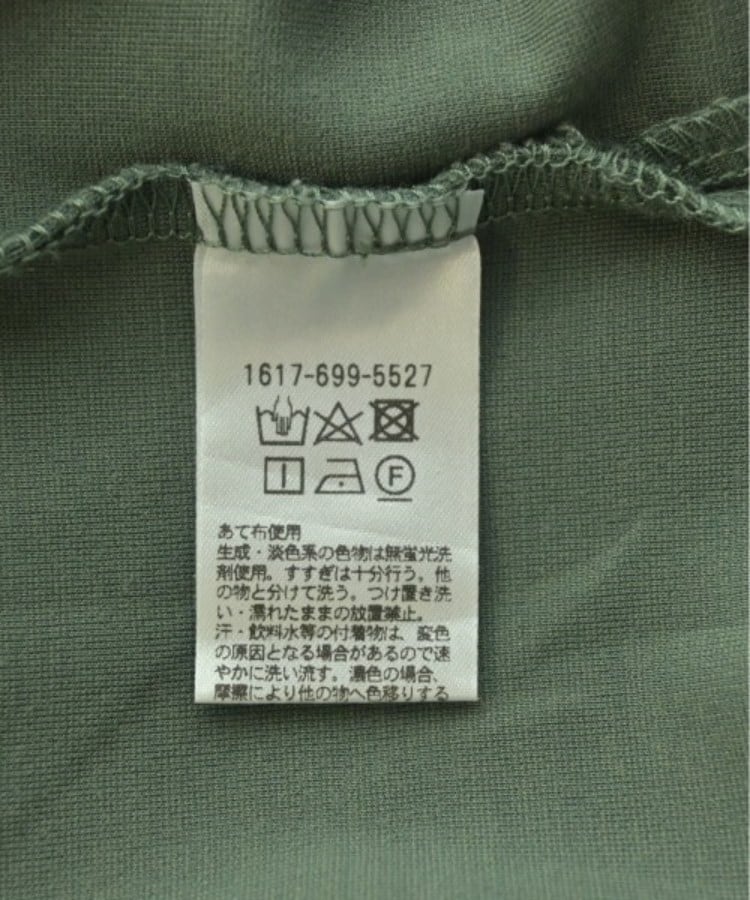 1617-699-5527
F
あて布使用
生成・淡色系の色物は無蛍光洗
剤使用。すすぎは十分行う。他
の物と分けて洗う。つけ置き洗
い・濡れたままの放置禁止。
汗・飲料水等の付着物は、変色
の原因となる場合があるので速
やかに洗い流す。濃色の場合、
摩擦により他の物へ色移りする